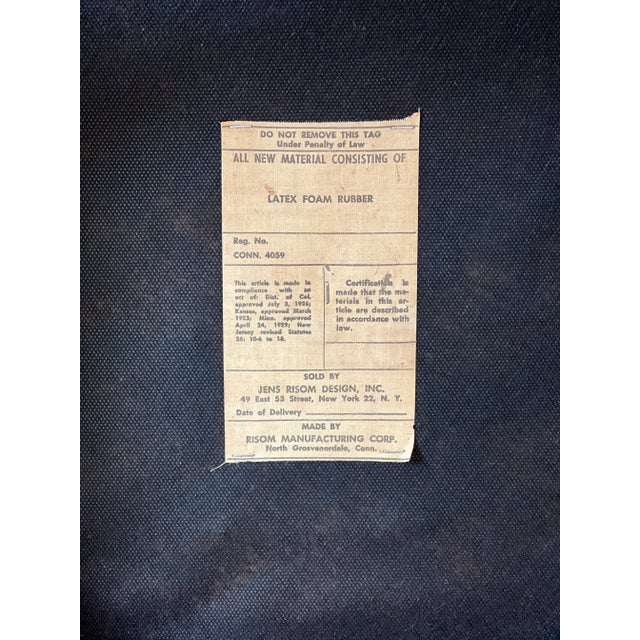 DO NOT REMOVE THIS TAG
Under Penalty of Law
ALL NEW MATERIAL CONSISTING OF
LATEX FOAM RUBBER
Reg. No.
CONN. 4059
This article is made in
compliance with an
act of: Dist. of Col.
approved July 3, 1926;
Kansas, approved March
1923; Minn. approved
April 24, 1929; New
Jersey revised Statutes
26: 10-6 to 18.
Certification is
made that the ma-
terials in this art-
icle are described
in accordance with
law.
SOLD BY
JENS RISOM DESIGN, INC.
49 East 53 Street, New York 22, N. Y.
Date of Delivery
MADE BY
RISOM MANUFACTURING CORP.
North Grosvenordale, Conn.